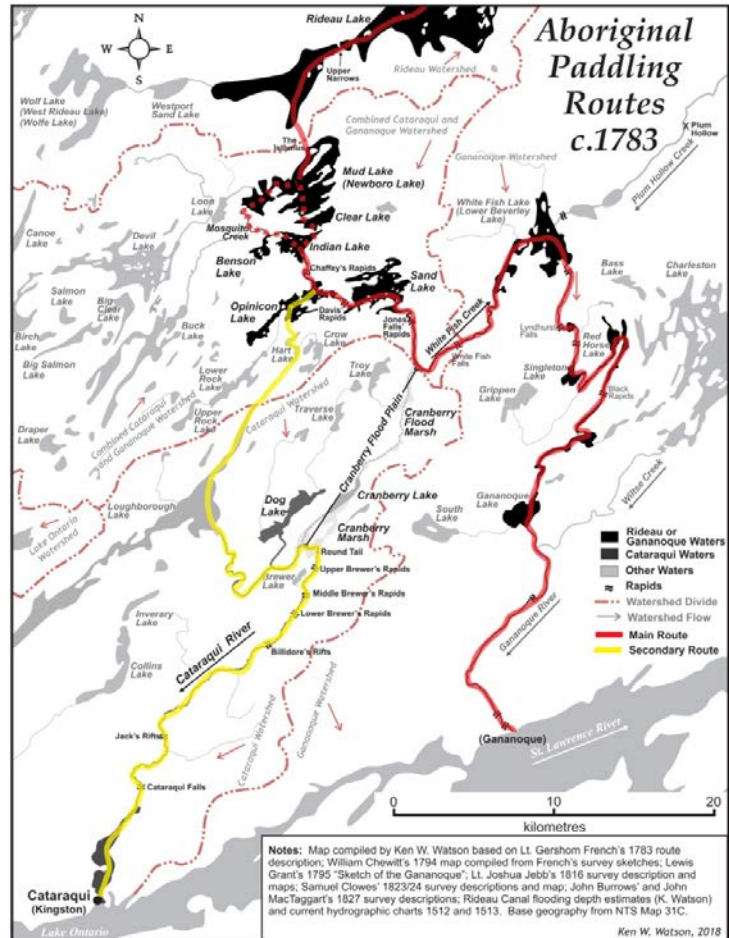 Aboriginal
Paddling
Routes
c.1783
N
W
E
S
Rideau Lake
Upper
Narrows
Rideau Watershed
Wolf Lake
(West Rideau Lake)
(Wolfe Lake)
Westport
Sand Lake
Combined Cataraqui and
Gananoque Watershed
Plum
Hollow
Plum Hollow Creek
The
Isthmus
Gananoque Watershed
Mud Lake
(Newboro Lake)
White Fish Lake
(Lower Beverley Lake)
Loon
Lake
Clear Lake
Mosquito
Creek
Canoe
Lake
Devil
Lake
Indian Lake
Benson
Lake
Chaffey's Rapids
Sand
Lake
Bass
Lake
Charleston
Lake
Salmon
Lake
Big
Clear
Lake
Opinicon
Lake
Davis'
Rapids
Buck
Lake
Birch
Lake
Jones
Falls'
Rapids
White Fish Creek
Crow
Lake
Hart
Lake
Lyndhurst
Falls
Red
Horse
Lake
White Fish
Falls
Big Salmon
Lake
Lower
Rock
Lake
Troy
Lake
Singleton
Lake
Grippen
Lake
Black
Rapids
Combined Cataraqui
and Gananoque Watershed
Cataraqui Watershed
Upper
Rock
Lake
Traverse
Lake
Cranberry
Flood
Marsh
Draper
Lake
Cranberry Flood Plain
Wiltse Creek
Loughborough
Lake
Dog
Lake
Cranberry Lake
Gananoque
Lake
South
Lake
Lake Ontario
Watershed
Cranberry
Marsh
Round Tail
Brewer
Lake
Upper Brewer's Rapids
Middle Brewer's Rapids
Lower Brewer's Rapids
Rideau or
Gananoque Waters
Cataraqui Waters
Other Waters
Rapids
Watershed Divide
Watershed Flow
Main Route
Secondary Route
Inverary
Lake
Cataraqui River
Billidore's Rifts
Gananoque River
Collins
Lake
Cataraqui Watershed
Gananoque Watershed
Jack's Rifts
(Gananoque)
St. Lawrence River
Cataraqui Falls
0
10
20
kilometres
Cataraqui
(Kingston)
Lake Ontario
Notes: Map compiled by Ken W. Watson based on Lt. Gershom French's 1783 route
description; William Chewitt's 1794 map compiled from French's survey sketches; Lewis
Grant's 1795 "Sketch of the Gananoque"; Lt. Joshua Jebb's 1816 survey description and
maps; Samuel Clowes' 1823/24 survey descriptions and map; John Burrows' and John
MacTaggart's 1827 survey descriptions; Rideau Canal flooding depth estimates (K. Watson)
and current hydrographic charts 1512 and 1513. Base geography from NTS Map 31C.
Ken W. Watson, 2018